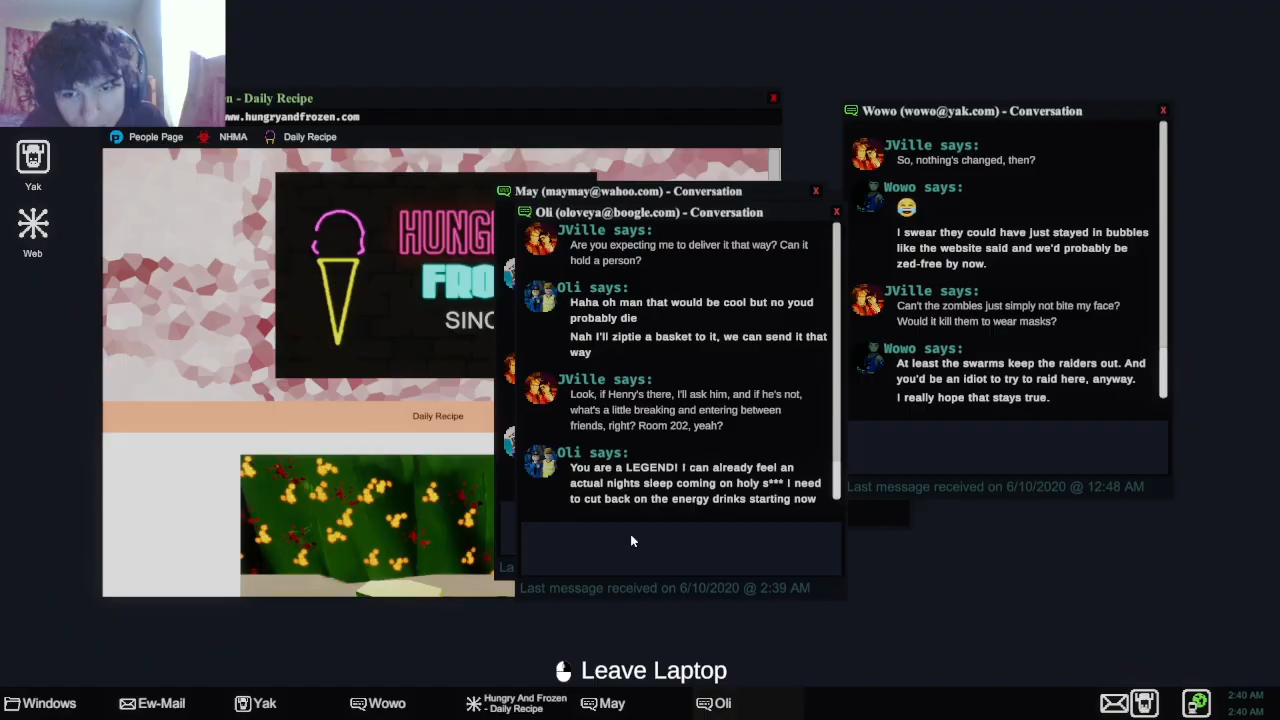 n - Daily Recipe
www.hungryandfrozen.com
People Page
NHMA
Daily Recipe
Yak
Web
HUNG
FRO
SINC
Daily Recipe
May (maymay@wahoo.com) - Conversation
Oli (oloveya@boogle.com) - Conversation
JVille says:
Are you expecting me to deliver it that way? Can it
hold a person?
Oli says:
Haha oh man that would be cool but no youd
probably die
Nah I'll ziptie a basket to it, we can send it that
way
JVille says:
Look, if Henry's there, I'll ask him, and if he's not,
what's a little breaking and entering between
friends, right? Room 202, yeah?
Oli says:
You are a LEGEND! I can already feel an
actual nights sleep coming on holy s*** I need
to cut back on the energy drinks starting now
La
Last message received on 6/10/2020 @ 2:39 AM
Wowo (wowo@yak.com) - Conversation
JVille says:
So, nothing's changed, then?
Wowo says:
I swear they could have just stayed in bubbles
like the website said and we'd probably be
zed-free by now.
JVille says:
Can't the zombies just simply not bite my face?
Would it kill them to wear masks?
Wowo says:
At least the swarms keep the raiders out. And
you'd be an idiot to try to raid here, anyway.
I really hope that stays true.
Last message received on 6/10/2020 @ 12:48 AM
Leave Laptop
Windows
Ew-Mail
Yak
Wowo
Hungry And Frozen
- Daily Recipe
May
Oli
2:40 AM
2:40 AM